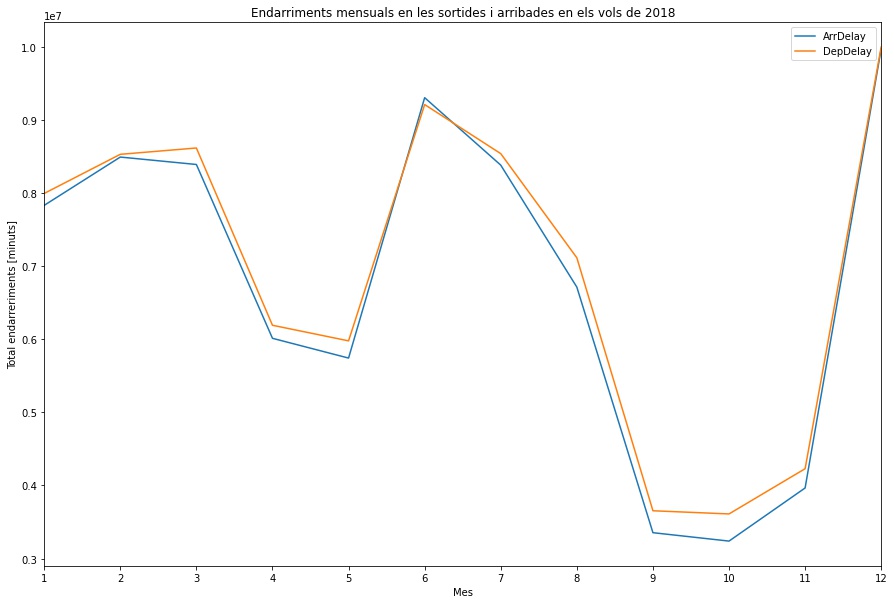 Endarriments mensuals en les sortides i arribades en els vols de 2018
1e7
ArrDelay
DepDelay
1.0
0.9
0.8
0.7
0.6
0.5
0.4
0.3
Total endarreriments [minuts]
1 2 3 4 5 6 7 8 9 10 11 12
Mes